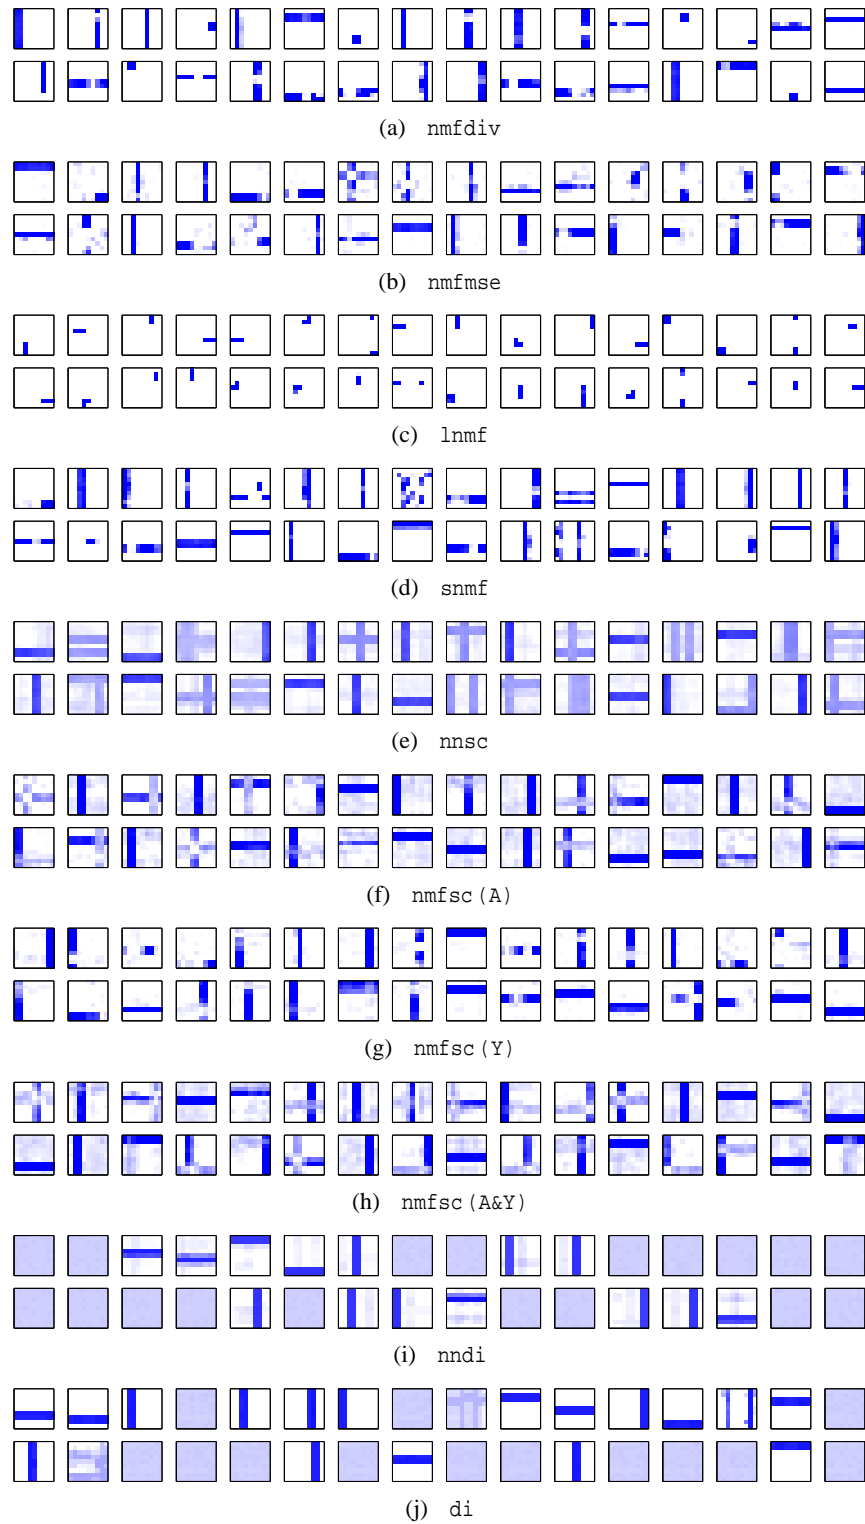 (a) nmfdiv
(b) nmfmse
(c) lnmf
(d) snmf
(e) nnsc
(f) nmfsc(A)
(g) nmfsc(Y)
(h) nmfsc(A&Y)
(i) nndi
(j) di